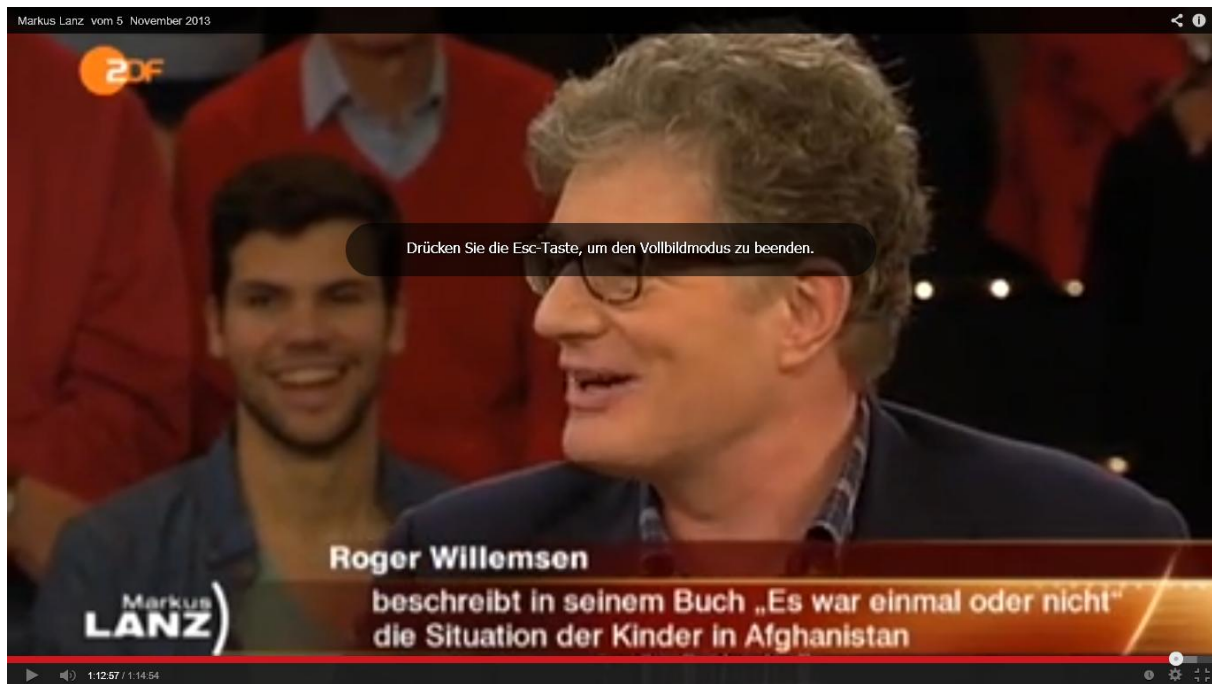 Markus Lanz vom 5 November 2013
ZDF
Drücken Sie die Esc-Taste, um den Vollbildmodus zu beenden.
Roger Willemsen
beschreibt in seinem Buch „Es war einmal oder nicht“
die Situation der Kinder in Afghanistan
Markus
LANZ)
1:12:57 / 1:14:54